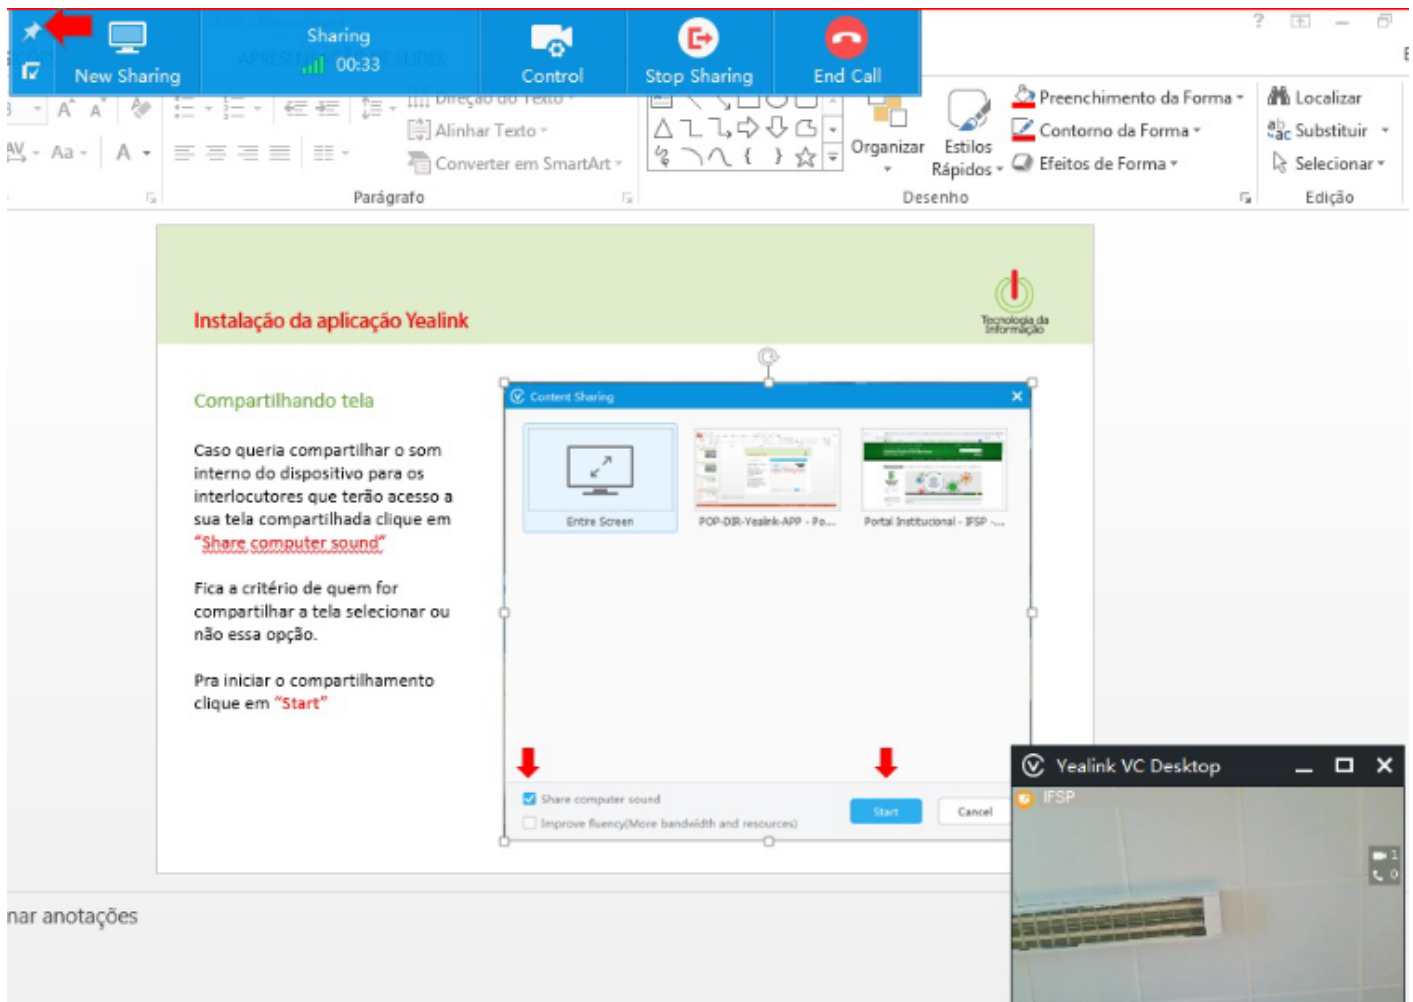 Sharing
00:33
New Sharing
Control
Stop Sharing
End Call
?
Direção do Texto
Alinhar Texto
Converter em SmartArt
A A
AV Aa A
Organizar
Estilos
Rápidos
Preenchimento da Forma
Contorno da Forma
Efeitos de Forma
Localizar
Substituir
Selecionar
Parágrafo
Desenho
Edição
Instalação da aplicação Yealink
Tecnologia da
Informação
Compartilhando tela
Caso queria compartilhar o som
interno do dispositivo para os
interlocutores que terão acesso a
sua tela compartilhada clique em
“Share computer sound”
Fica a critério de quem for
compartilhar a tela selecionar ou
não essa opção.
Pra iniciar o compartilhamento
clique em “Start”
Content Sharing
Entire Screen
POP-DIR-Yealink-APP - Po...
Portal Institucional - IFSP -...
Share computer sound
Improve fluency(More bandwidth and resources)
Start
Cancel
Yealink VC Desktop
IFSP
1
0
nar anotações